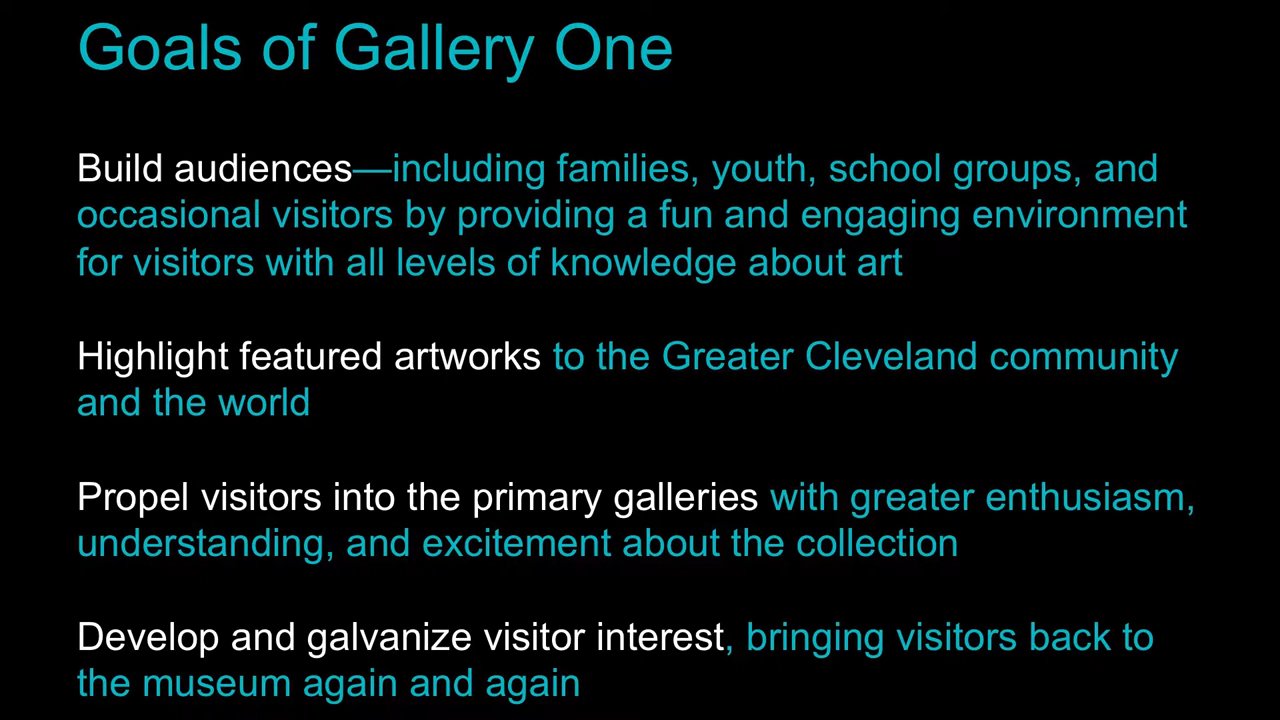 Goals of Gallery One
Build audiences—including families, youth, school groups, and
occasional visitors by providing a fun and engaging environment
for visitors with all levels of knowledge about art
Highlight featured artworks to the Greater Cleveland community
and the world
Propel visitors into the primary galleries with greater enthusiasm,
understanding, and excitement about the collection
Develop and galvanize visitor interest, bringing visitors back to
the museum again and again